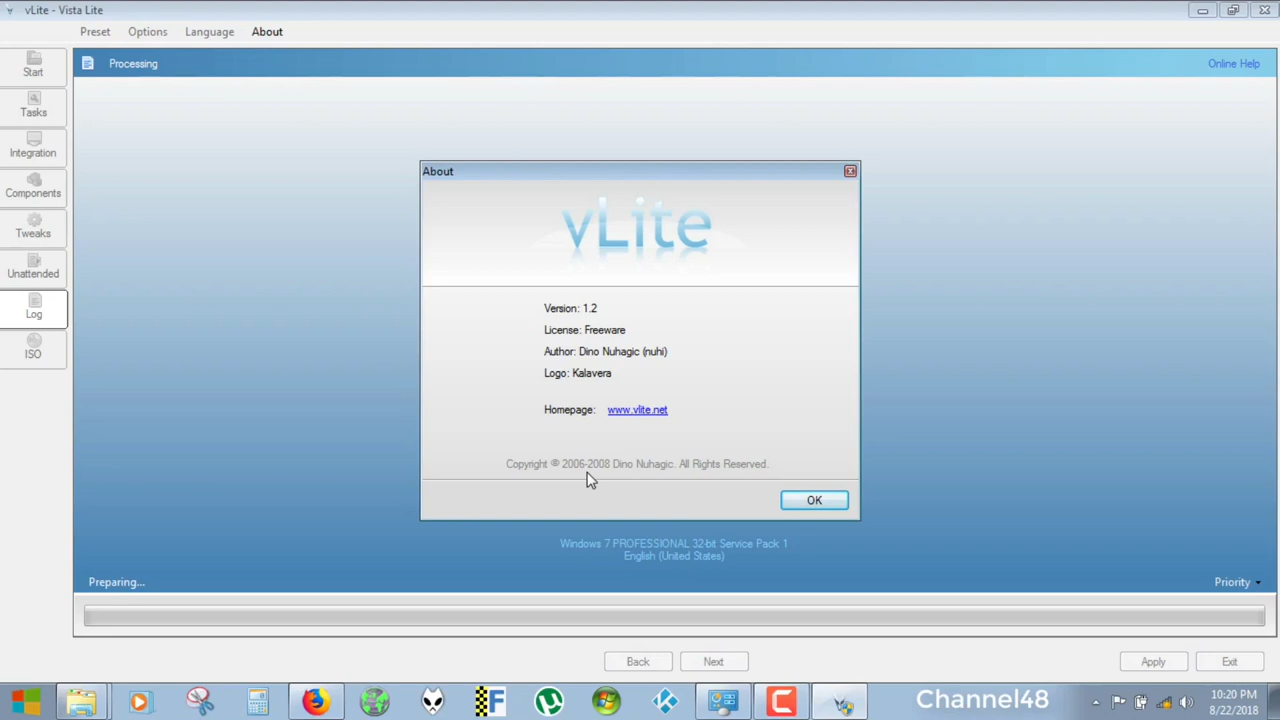 vLite - Vista Lite
Preset Options Language About
Start
Tasks
Integration
Components
Tweaks
Unattended
Log
ISO
Processing
Online Help
About
vLite
Version: 1.2
License: Freeware
Author: Dino Nuhagic (nuhi)
Logo: Kalavera
Homepage: www.vlite.net
Copyright © 2006-2008 Dino Nuhagic. All Rights Reserved.
OK
Windows 7 PROFESSIONAL 32-bit Service Pack 1
English (United States)
Preparing...
Priority
Back Next Apply Exit
Channel48
10:20 PM
8/22/2018